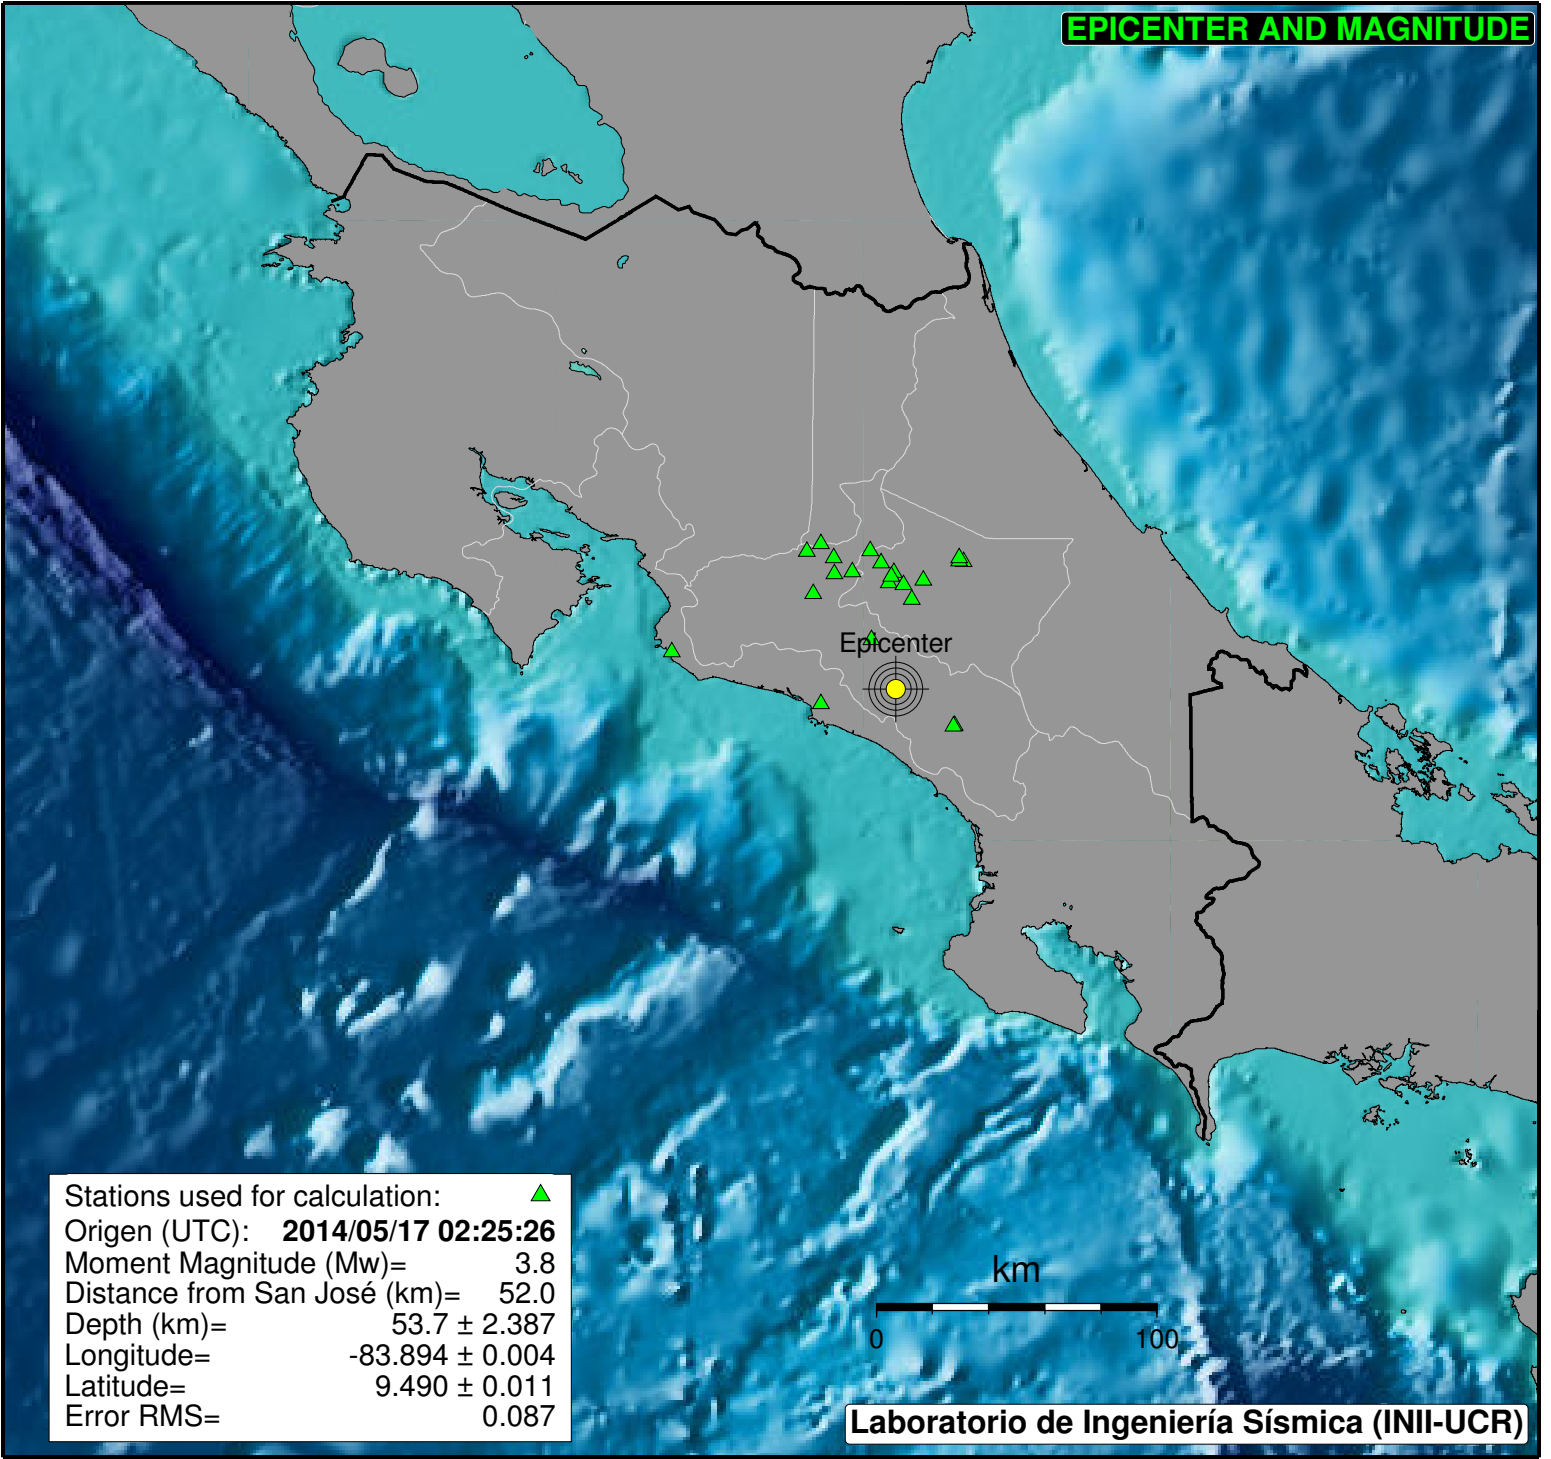 EPICENTER AND MAGNITUDE
Epicenter
Stations used for calculation:
Origen (UTC): 2014/05/17 02:25:26
Moment Magnitude (Mw)= 3.8
Distance from San José (km)= 52.0
Depth (km)= 53.7 ± 2.387
Longitude= -83.894 ± 0.004
Latitude= 9.490 ± 0.011
Error RMS= 0.087
km
0 100
Laboratorio de Ingeniería Sísmica (INII-UCR)